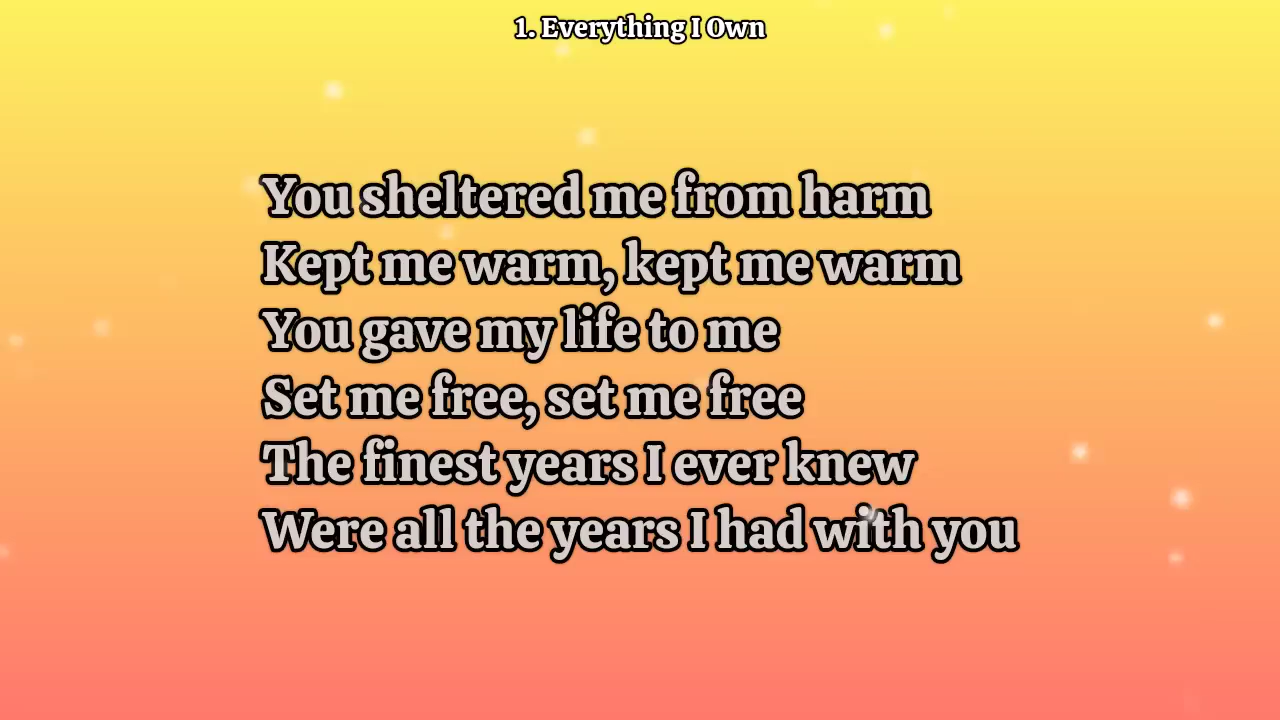 1. Everything I Own
You sheltered me from harm
Kept me warm, kept me warm
You gave my life to me
Set me free, set me free
The finest years I ever knew
Were all the years I had with you